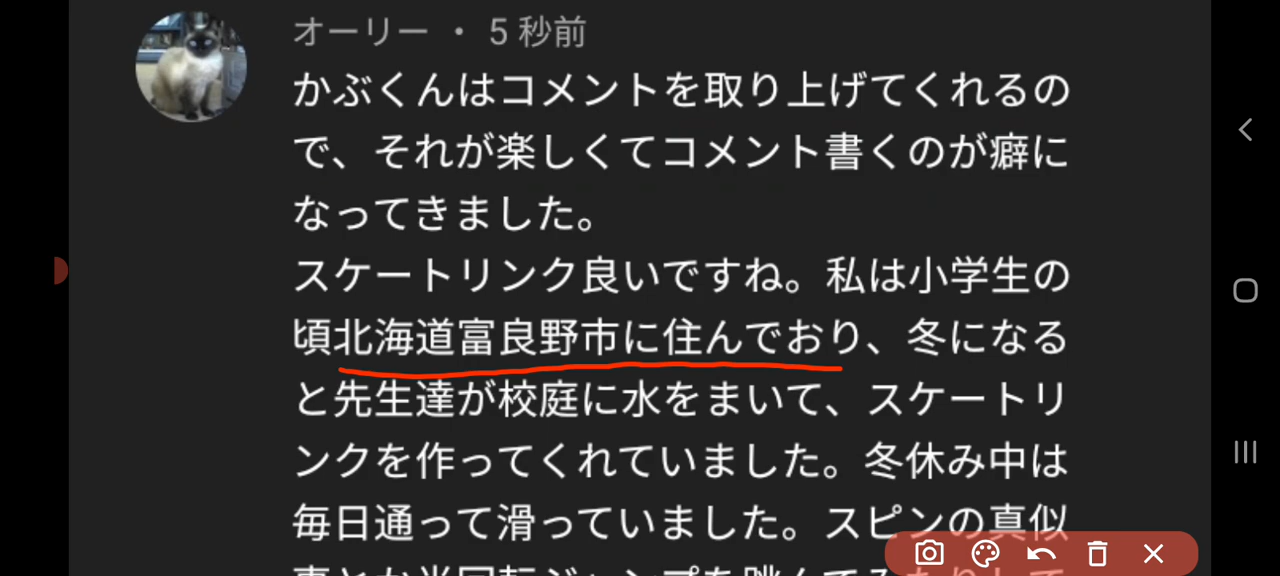 オーリー ・ 5 秒前
かぶくんはコメントを取り上げてくれるの
で、それが楽しくてコメント書くのが癖に
なってきました。
スケートリンク良いですね。私は小学生の
頃北海道富良野市に住んでおり、冬になる
と先生達が校庭に水をまいて、スケートリ
ンクを作ってくれていました。冬休み中は
毎日通って滑っていました。スピンの真似